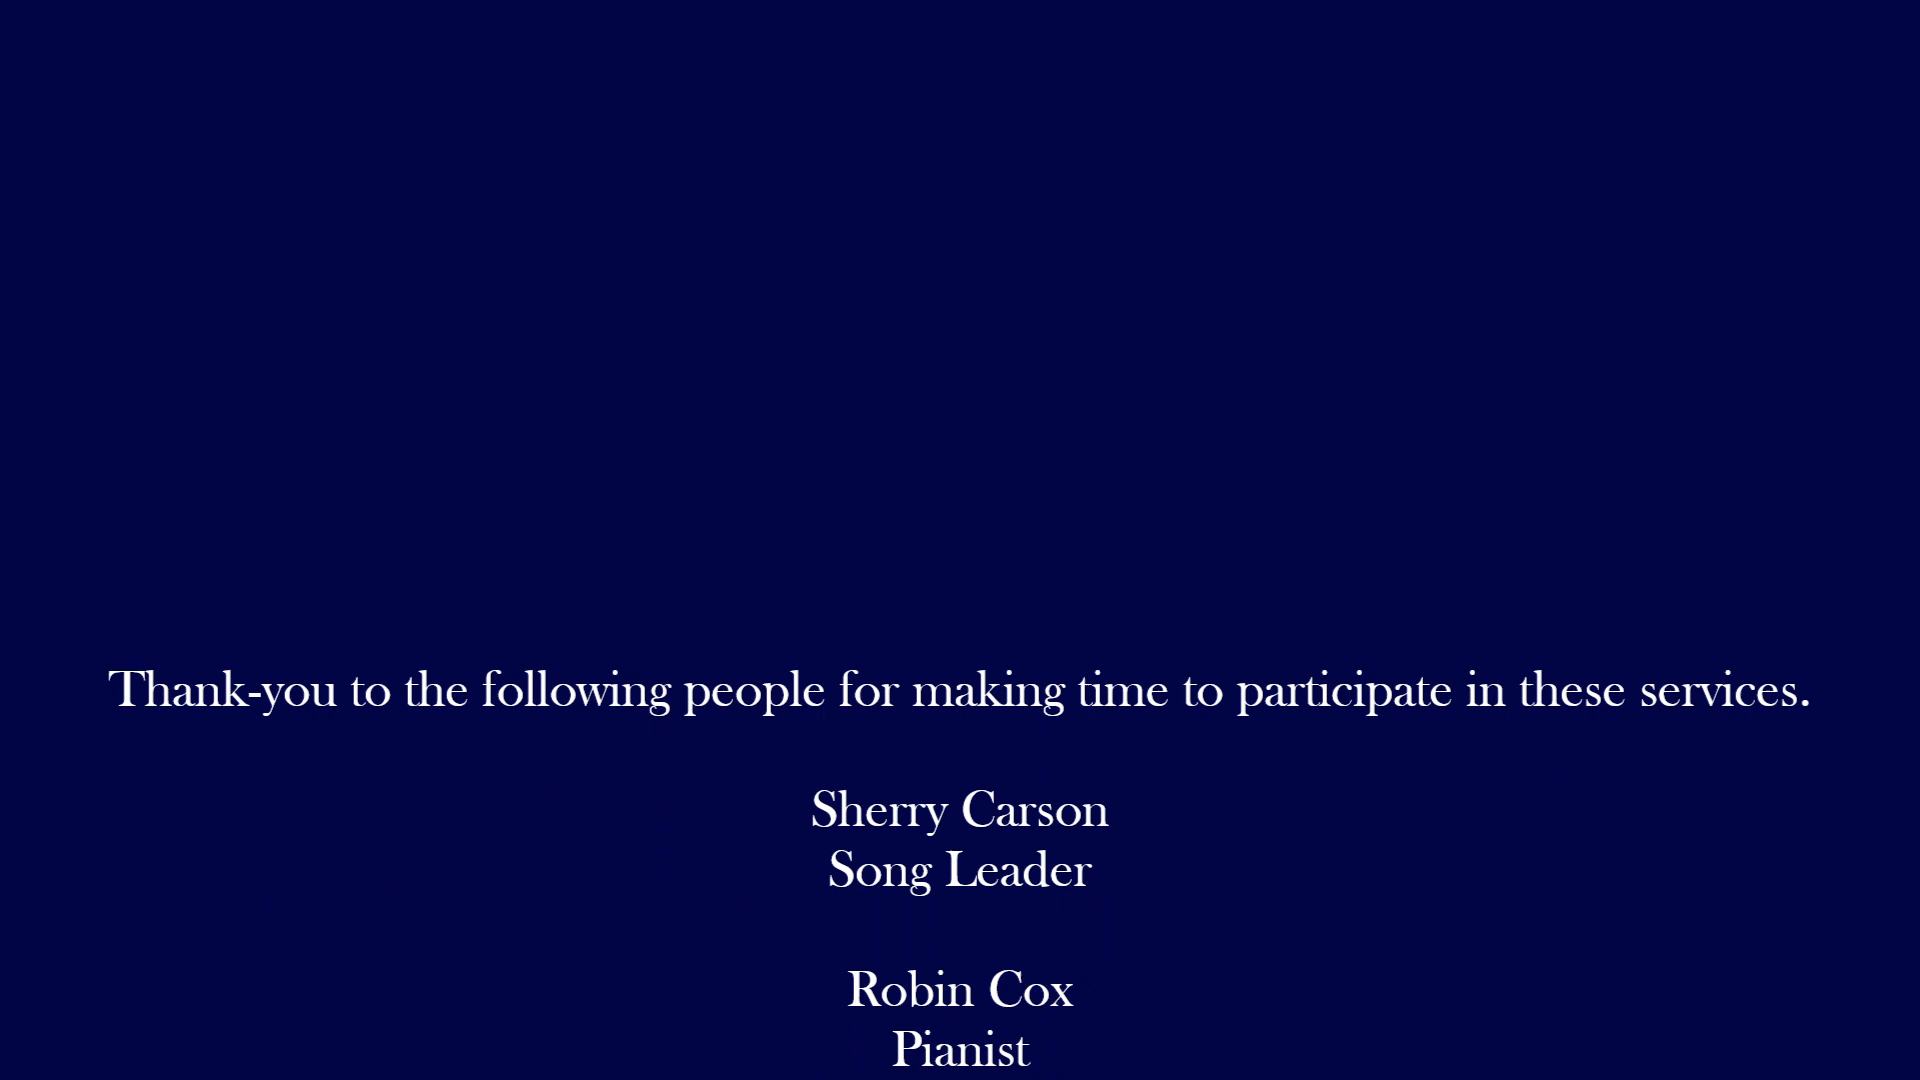 Thank-you to the following people for making time to participate in these services.
Sherry Carson
Song Leader
Robin Cox
Pianist